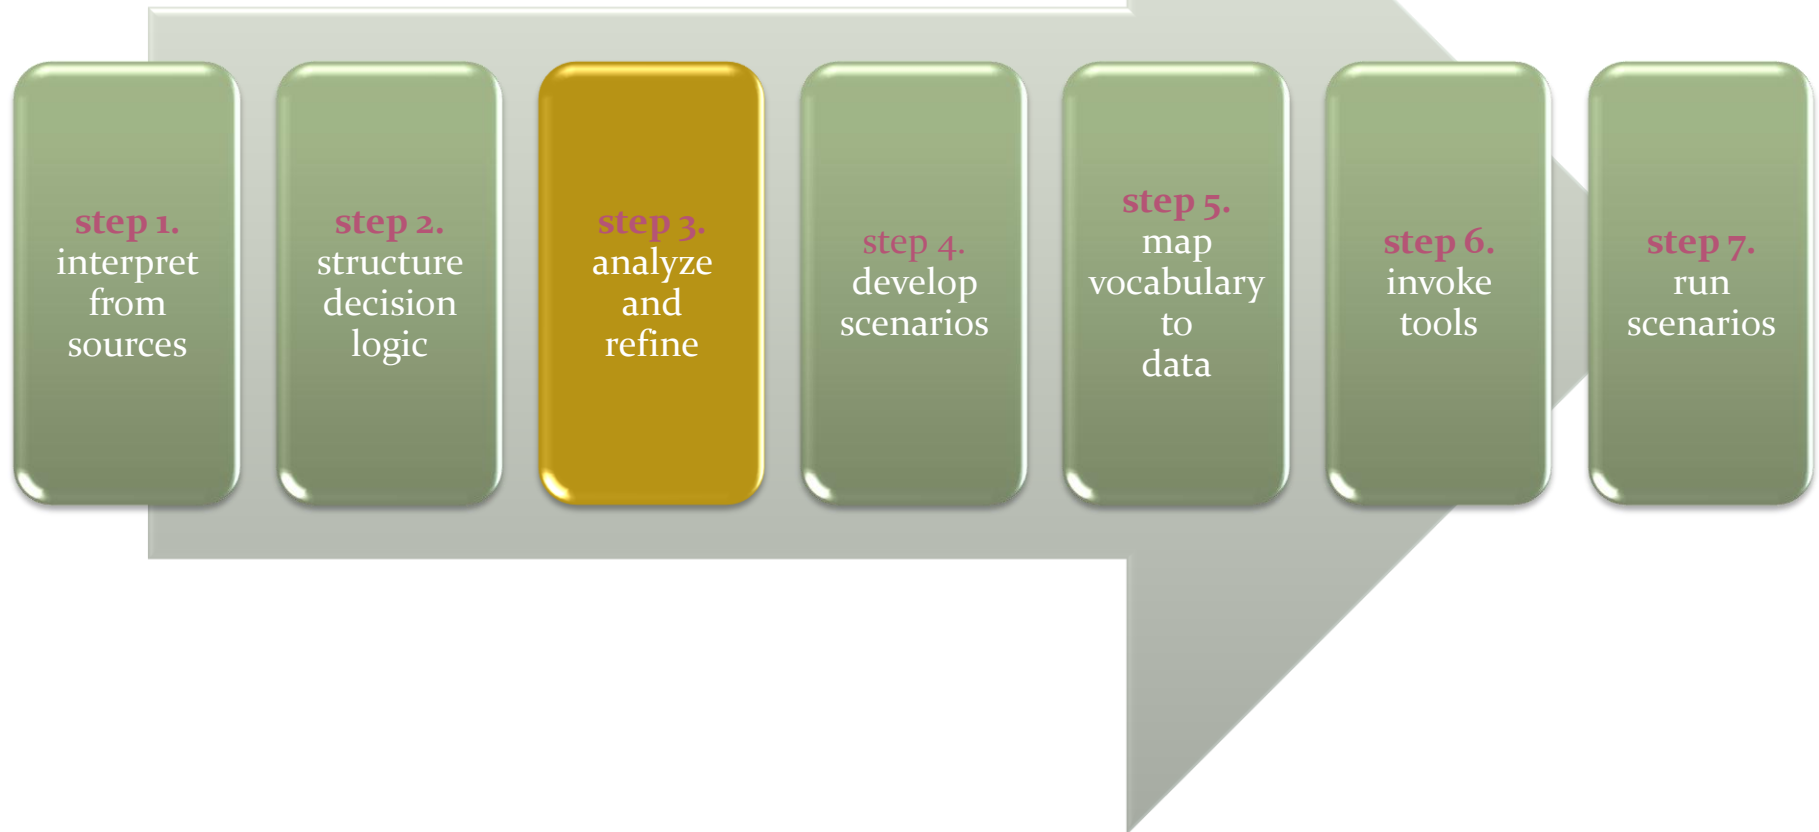 step 1.
interpret
from
sources
step 2.
structure
decision
logic
step 3.
analyze
and
refine
step 4.
develop
scenarios
step 5.
map
vocabulary
to
data
step 6.
invoke
tools
step 7.
run
scenarios